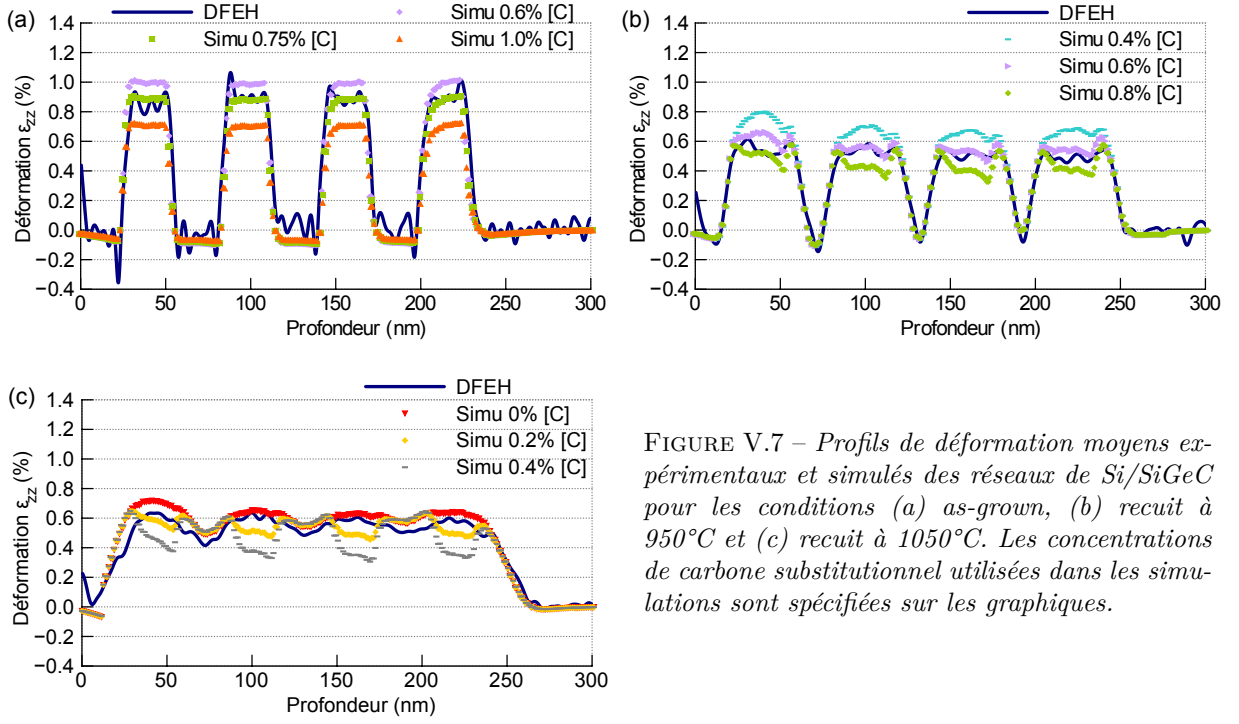 (a)
DFEH
Simu 0.6% [C]
Simu 0.75% [C]
Simu 1.0% [C]
Déformation εzz (%)
1.4
1.2
1.0
0.8
0.6
0.4
0.2
0.0
−0.2
−0.4
0
50
100
150
200
250
300
Profondeur (nm)
(b)
DFEH
Simu 0.4% [C]
Simu 0.6% [C]
Simu 0.8% [C]
Déformation εzz (%)
1.4
1.2
1.0
0.8
0.6
0.4
0.2
0.0
−0.2
−0.4
0
50
100
150
200
250
300
Profondeur (nm)
(c)
DFEH
Simu 0% [C]
Simu 0.2% [C]
Simu 0.4% [C]
Déformation εzz (%)
1.4
1.2
1.0
0.8
0.6
0.4
0.2
0.0
−0.2
−0.4
0
50
100
150
200
250
300
Profondeur (nm)
FIGURE V.7 – Profils de déformation moyens ex-
périmentaux et simulés des réseaux de Si/SiGeC
pour les conditions (a) as-grown, (b) recuit à
950°C et (c) recuit à 1050°C. Les concentrations
de carbone substitutionnel utilisées dans les simu-
lations sont spécifiées sur les graphiques.